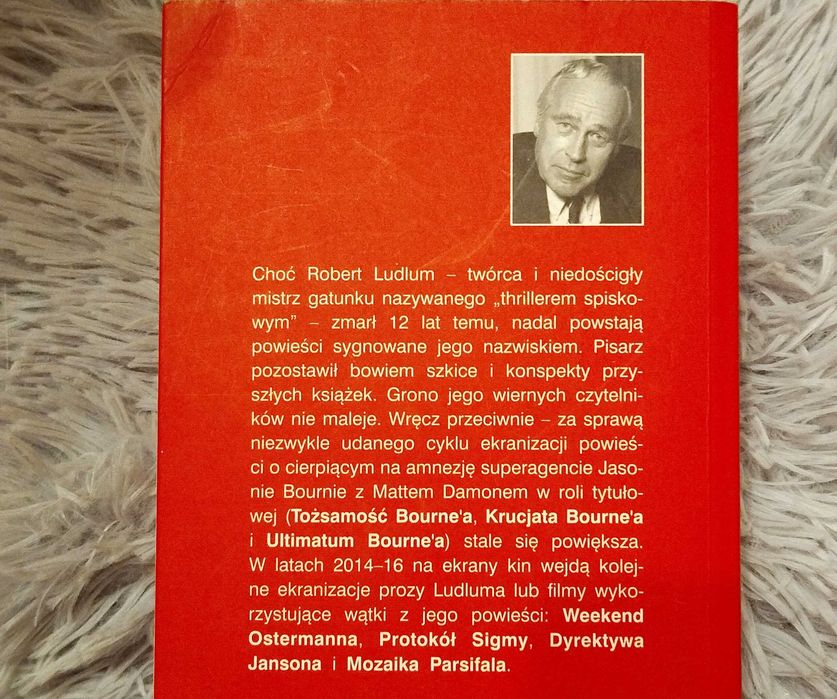 Choć Robert Ludlum – twórca i niedościgły
mistrz gatunku nazywanego „thrillerem spisko-
wym” – zmarł 12 lat temu, nadal powstają
powieści sygnowane jego nazwiskiem. Pisarz
pozostawił bowiem szkice i konspekty przy-
szłych książek. Grono jego wiernych czytelni-
ków nie maleje. Wręcz przeciwnie – za sprawą
niezwykle udanego cyklu ekranizacji powieś-
ci o cierpiącym na amnezję superagencie Jaso-
nie Bournie z Mattem Damonem w roli tytuło-
wej (Tożsamość Bourne'a, Krucjata Bourne'a
i Ultimatum Bourne'a) stale się powiększa.
W latach 2014–16 na ekrany kin wejdą kolej-
ne ekranizacje prozy Ludluma lub filmy wyko-
rzystujące wątki z jego powieści: Weekend
Ostermanna, Protokół Sigmy, Dyrektywa
Jansona i Mozaika Parsifala.